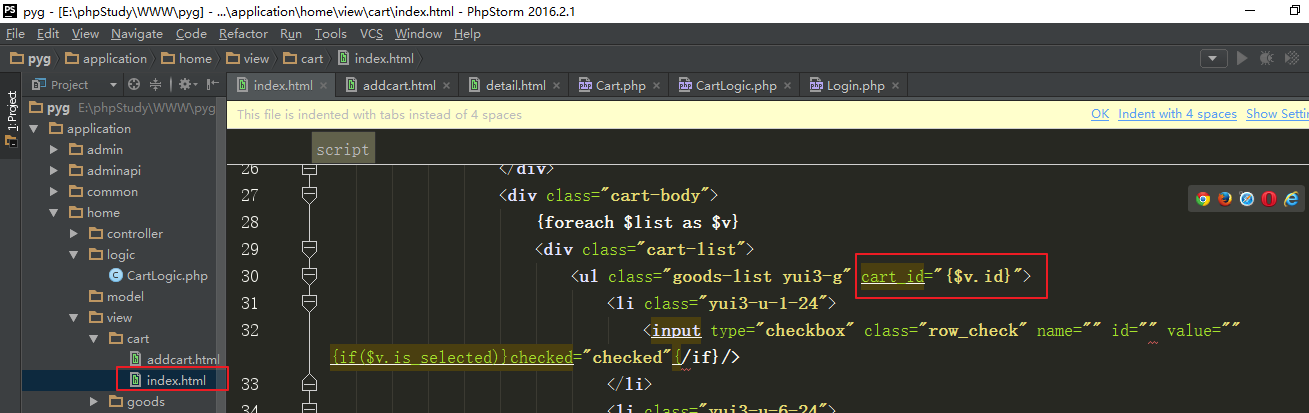 pyg - [E:\phpStudy\WWW\pyg] - ...\application\home\view\cart\index.html - PhpStorm 2016.2.1
File Edit View Navigate Code Refactor Run Tools VCS Window Help
pyg application home view cart index.html
Project index.html addcart.html detail.html Cart.php CartLogic.php Login.php
1: Project
pyg E:\phpStudy\WWW\pyg
application
admin
adminapi
common
home
controller
logic
CartLogic.php
model
view
cart
addcart.html
index.html
goods
This file is indented with tabs instead of 4 spaces OK Indent with 4 spaces Show Setti
script
26 </div>
27 <div class="cart-body">
28 {foreach $list as $v}
29 <div class="cart-list">
30 <ul class="goods-list yui3-g" cart_id="{$v.id}">
31 <li class="yui3-u-1-24">
32 <input type="checkbox" class="row_check" name="" id="" value=""
{if($v.is_selected)}checked="checked"{/if}/>
33 </li>
34 <li class="yui3-u-6-24">